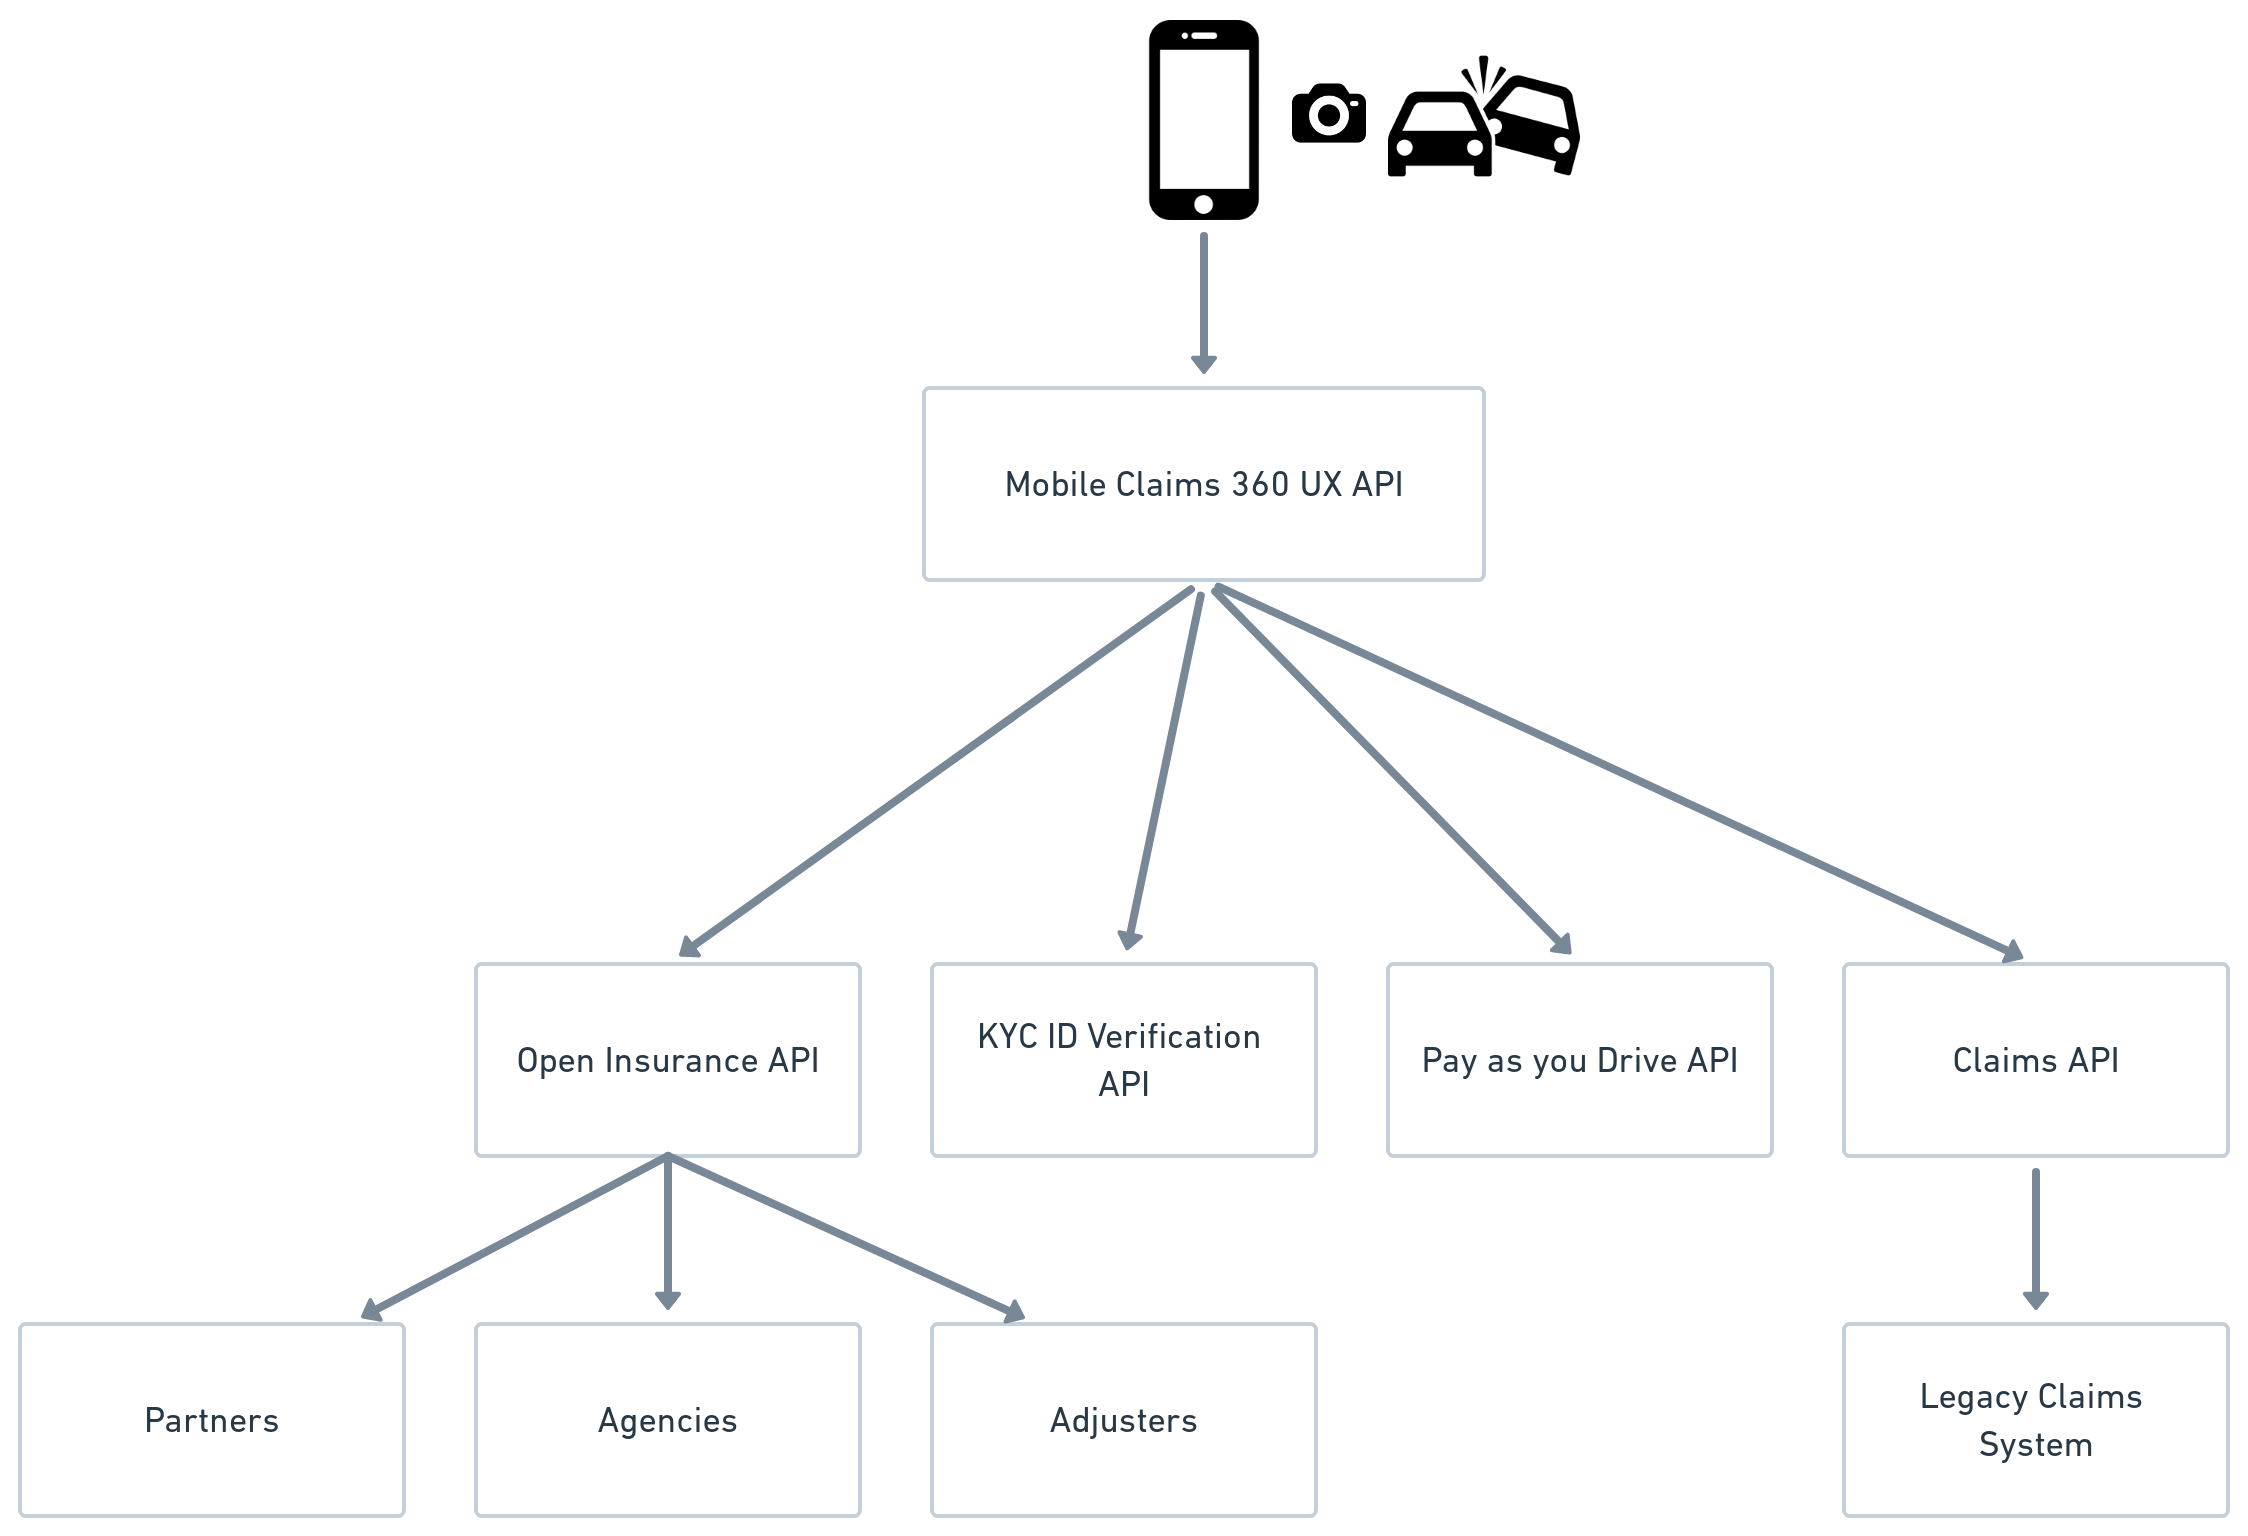 Mobile Claims 360 UX API
Open Insurance API
KYC ID Verification
API
Pay as you Drive API
Claims API
Partners
Agencies
Adjusters
Legacy Claims
System